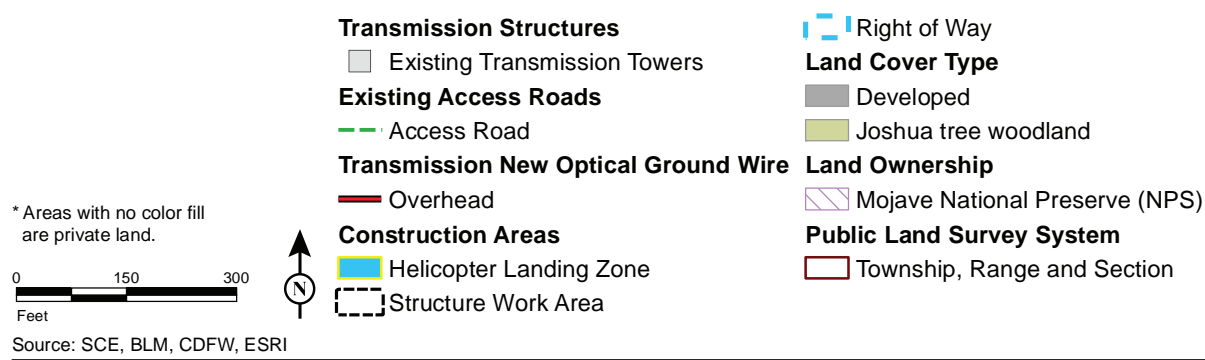 Transmission Structures
Existing Transmission Towers
Existing Access Roads
Access Road
Transmission New Optical Ground Wire
Overhead
Construction Areas
Helicopter Landing Zone
Structure Work Area
Right of Way
Land Cover Type
Developed
Joshua tree woodland
Land Ownership
Mojave National Preserve (NPS)
Public Land Survey System
Township, Range and Section
* Areas with no color fill
are private land.
0 150 300
Feet
N
Source: SCE, BLM, CDFW, ESRI